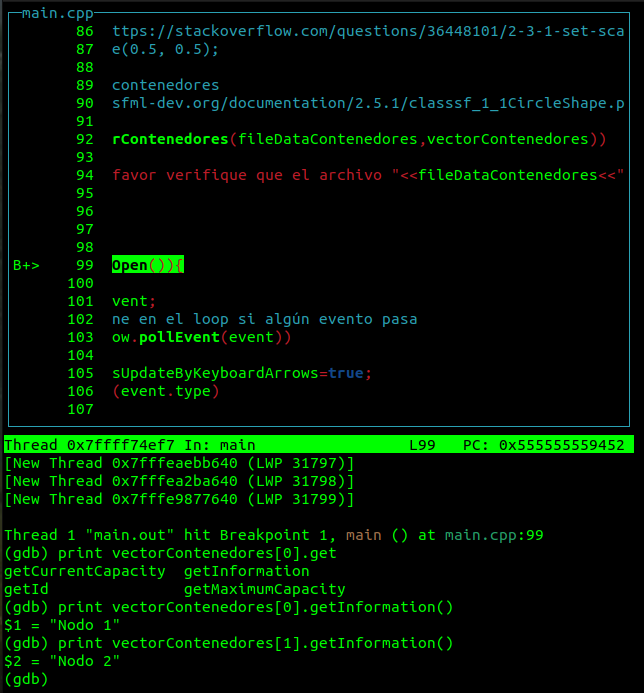 main.cpp
86 ttps://stackoverflow.com/questions/36448101/2-3-1-set-sca
87 e(0.5, 0.5);
88
89 contenedores
90 sfml-dev.org/documentation/2.5.1/classsf_1_1CircleShape.p
91
92 rContenedores(fileDataContenedores,vectorContenedores))
93
94 favor verifique que el archivo "<<fileDataContenedores<<"
95
96
97
98
B+> 99 Open()){
100
101 vent;
102 ne en el loop si algún evento pasa
103 ow.pollEvent(event))
104
105 sUpdateByKeyboardArrows=true;
106 (event.type)
107
Thread 0x7ffff74ef7 In: main L99 PC: 0x555555559452
[New Thread 0x7fffeaebb640 (LWP 31797)]
[New Thread 0x7fffea2ba640 (LWP 31798)]
[New Thread 0x7fffe9877640 (LWP 31799)]

Thread 1 "main.out" hit Breakpoint 1, main () at main.cpp:99
(gdb) print vectorContenedores[0].get
getCurrentCapacity getInformation
getId getMaximumCapacity
(gdb) print vectorContenedores[0].getInformation()
$1 = "Nodo 1"
(gdb) print vectorContenedores[1].getInformation()
$2 = "Nodo 2"
(gdb)